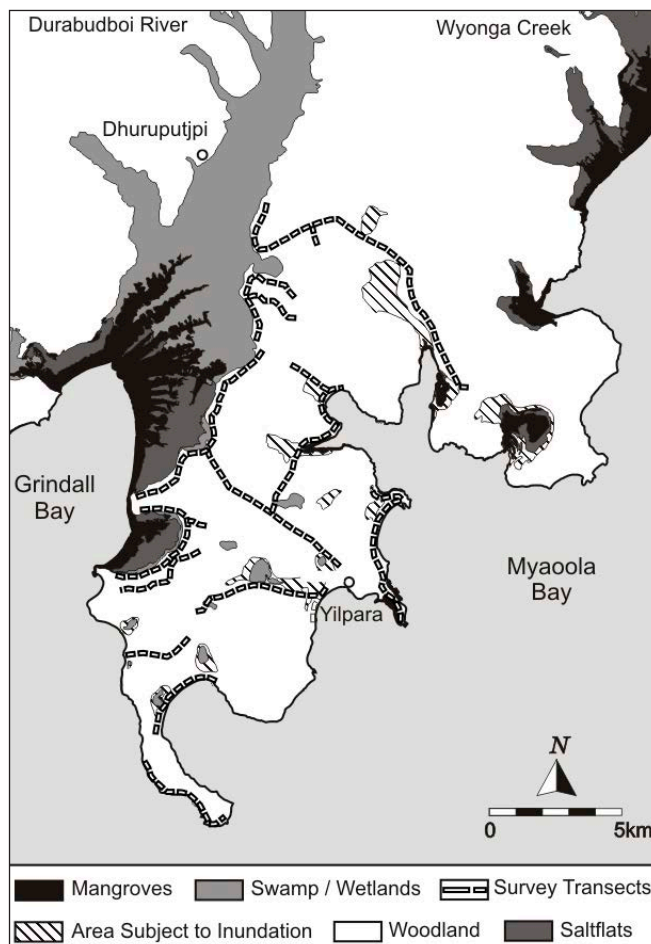 Durabudboi River
Wyonga Creek
Dhuruputjpi
Grindall
Bay
Myaoola
Bay
Yilpara
N
0 5km
Mangroves Swamp / Wetlands Survey Transects
Area Subject to Inundation Woodland Saltflats